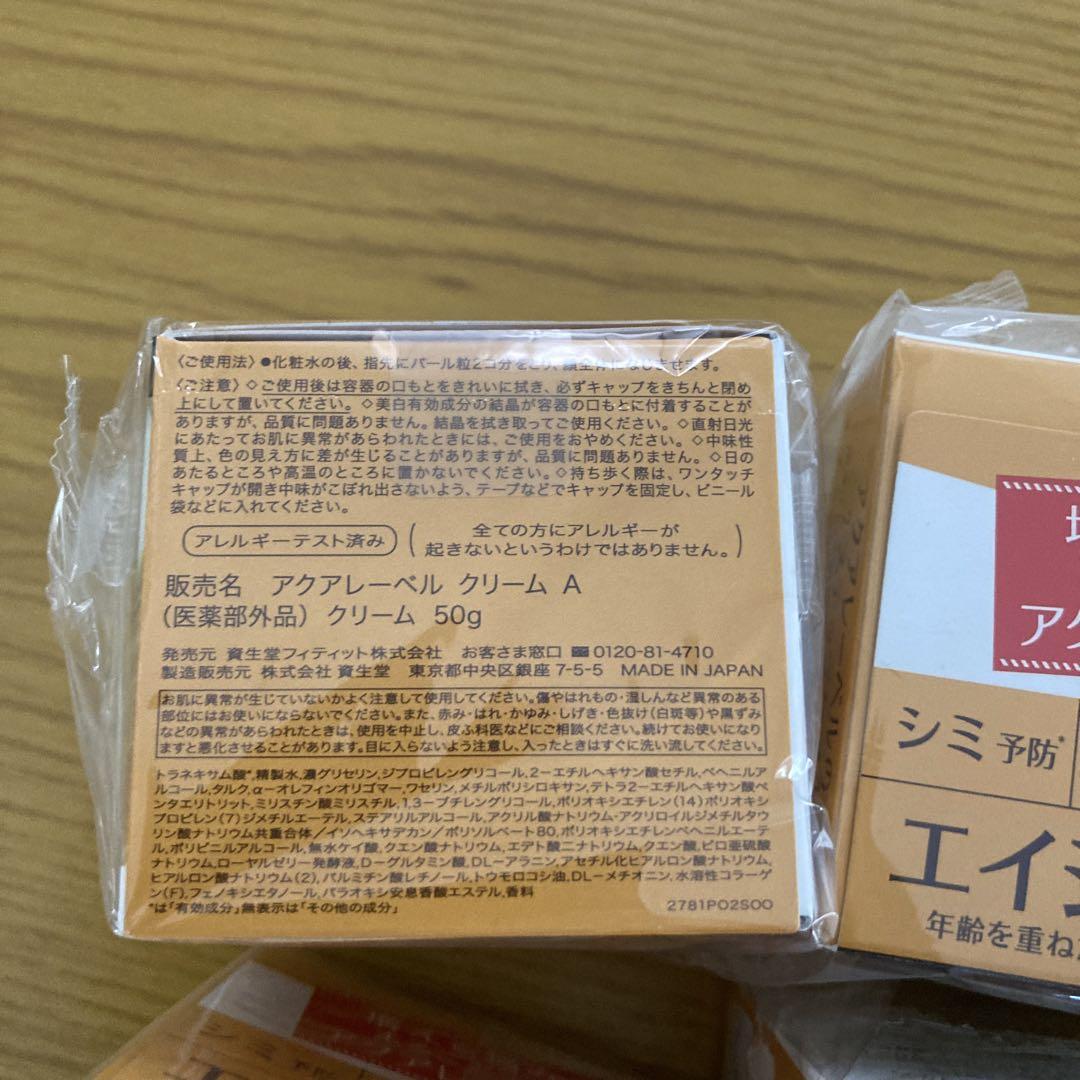 〈ご使用法〉●化粧水の後、指先にパール粒2コ分をとり、顔全体になじませます。
〈ご注意〉◇ご使用後は容器の口もとをきれいに拭き、必ずキャップをきちんと閉め
上にして置いてください。◇美白有効成分の結晶が容器の口もとに付着することが
ありますが、品質に問題ありません。結晶を拭き取ってご使用ください。◇直射日光
にあたってお肌に異常があらわれたときには、ご使用をおやめください。◇中味性
質上、色の見え方に差が生じることがありますが、品質に問題ありません。◇日の
あたるところや高温のところに置かないでください。◇持ち歩く際は、ワンタッチ
キャップが開き中味がこぼれ出さないよう、テープなどでキャップを固定し、ビニール
袋などに入れてください。
アレルギーテスト済み (全ての方にアレルギーが
起きないというわけではありません。)
販売名 アクアレーベル クリーム A
(医薬部外品) クリーム 50g
発売元 資生堂フィティット株式会社 お客さま窓口 0120-81-4710
製造販売元 株式会社 資生堂 東京都中央区銀座 7-5-5 MADE IN JAPAN
お肌に異常が生じていないかよく注意して使用してください。傷やはれもの・湿しんなど異常のある
部位にはお使いにならないでください。また、赤み・はれ・かゆみ・しげき・色抜け(白斑等)や黒ずみ
などの異常があらわれたときは、使用を中止し、皮ふ科医などにご相談ください。続けてお使いになり
ますと悪化させることがあります。目に入らないよう注意し、入ったときはすぐに洗い流してください。
トラネキサム酸*,精製水,濃グリセリン,ジプロピレングリコール,2-エチルヘキサン酸セチル,ベヘニルア
ルコール,タルク,α-オレフィンオリゴマー,ワセリン,メチルポリシロキサン,テトラ2-エチルヘキサン酸ペ
ンタエリトリット,ミリスチン酸ミリスチル,1,3-ブチレングリコール,ポリオキシエチレン(14)ポリオキシ
プロピレン(7)ジメチルエーテル,ステアリルアルコール,アクリル酸ナトリウム・アクリロイルジメチルタウ
リン酸ナトリウム共重合体/イソヘキサデカン/ポリソルベート80,ポリオキシエチレンベヘニルエーテ
ル,ポリビニルアルコール,無水ケイ酸,クエン酸ナトリウム,エデト酸二ナトリウム,クエン酸,ピロ亜硫酸
ナトリウム,ローヤルゼリー発酵液,D-グルタミン酸,DL-アラニン,アセチル化ヒアルロン酸ナトリウム,
ヒアルロン酸ナトリウム(2),パルミチン酸レチノール,トウモロコシ油,DL-メチオニン,水溶性コラーゲ
ン(F),フェノキシエタノール,パラオキシ安息香酸エステル,香料
*は「有効成分」無表示は「その他の成分」
2781P02S00
アク
シミ予防*
エイジ
年齢を重ね
シミ